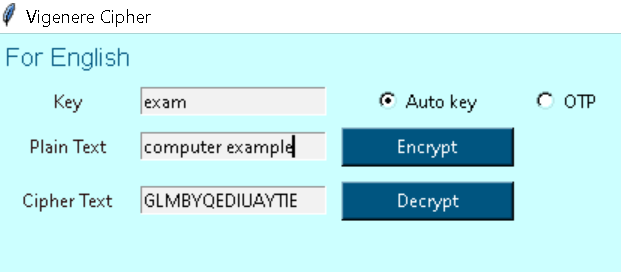 Vigenere Cipher
For English
Key exam Auto key OTP
Plain Text computer example Encrypt
Cipher Text GLMBYQEDIUAYTIE Decrypt